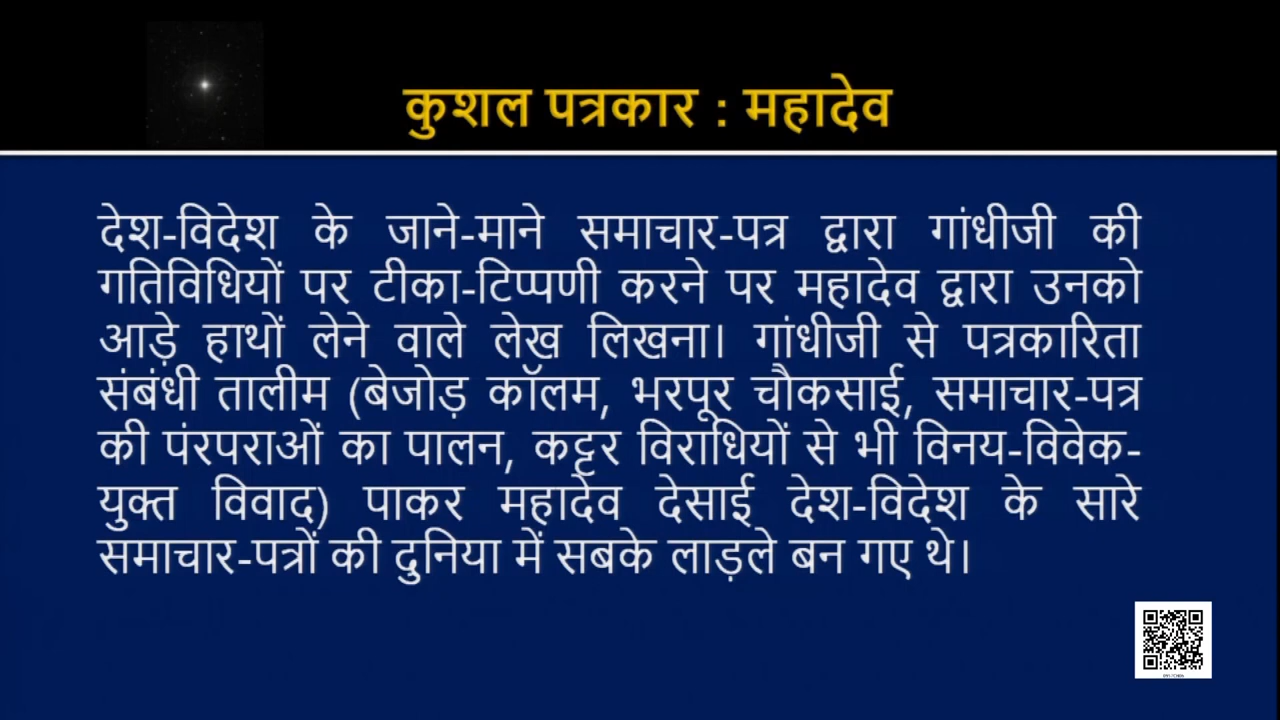 कुशल पत्रकार : महादेव
देश-विदेश के जाने-माने समाचार-पत्र द्वारा गांधीजी की
गतिविधियों पर टीका-टिप्पणी करने पर महादेव द्वारा उनको
आड़े हाथों लेने वाले लेख लिखना। गांधीजी से पत्रकारिता
संबंधी तालीम (बेजोड़ कॉलम, भरपूर चौकसाई, समाचार-पत्र
की पंरपराओं का पालन, कट्टर विराधियों से भी विनय-विवेक-
युक्त विवाद) पाकर महादेव देसाई देश-विदेश के सारे
समाचार-पत्रों की दुनिया में सबके लाड़ले बन गए थे।